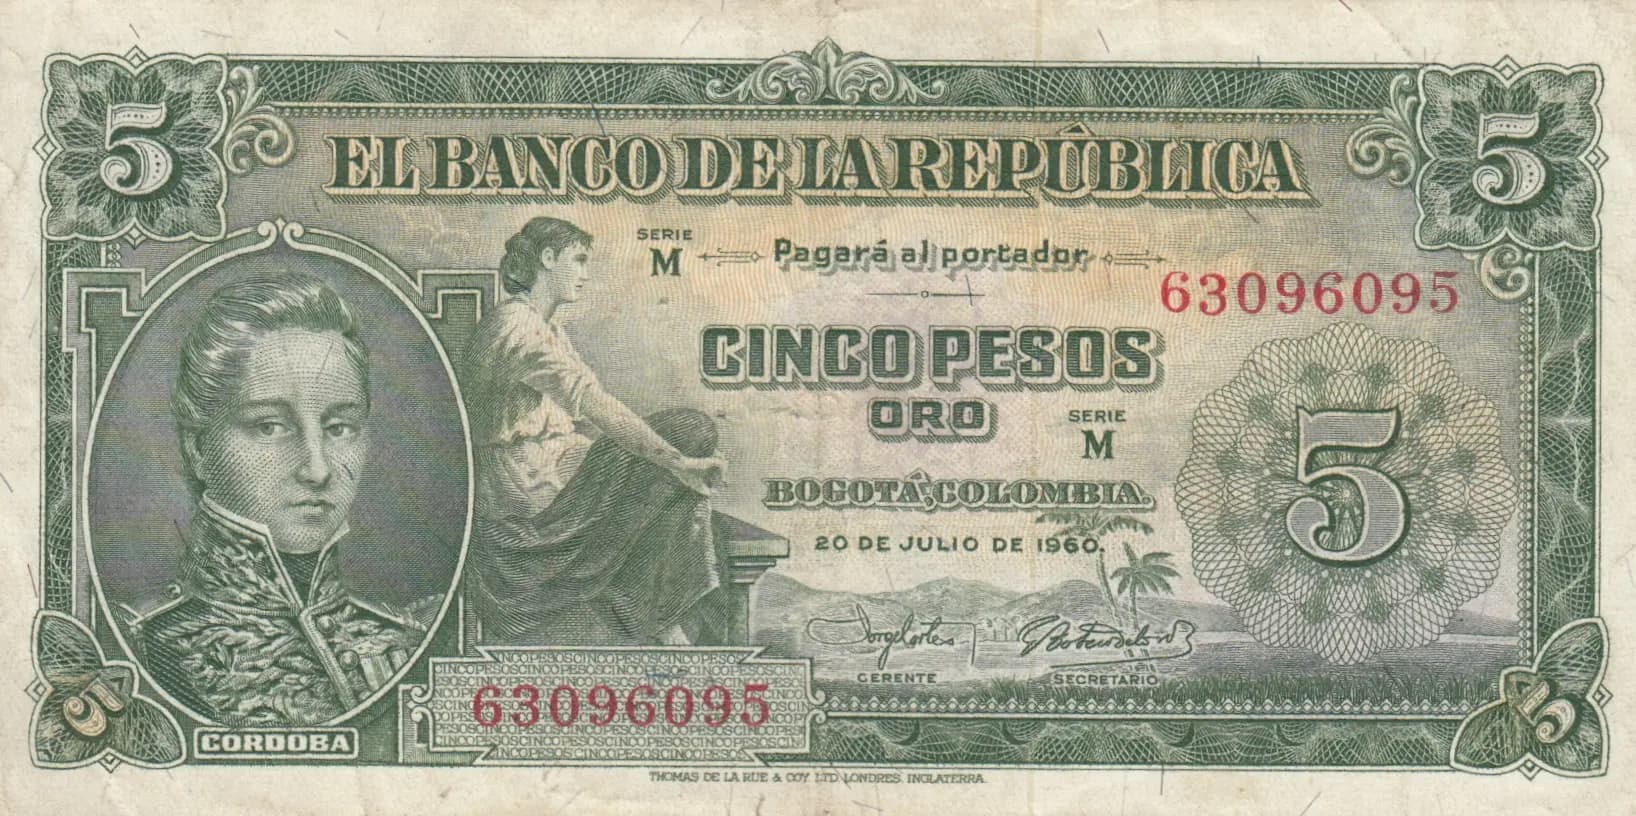 5 5
EL BANCO DE LA REPÚBLICA
SERIE
M
Pagará al portador
63096095
CINCO PESOS
ORO
SERIE
M
5
BOGOTÁ, COLOMBIA.
20 DE JULIO DE 1960.
GERENTE
SECRETARIO
63096095
CORDOBA
5 5
THOMAS DE LA RUE & COY. LTD. LONDRES. INGLATERRA.